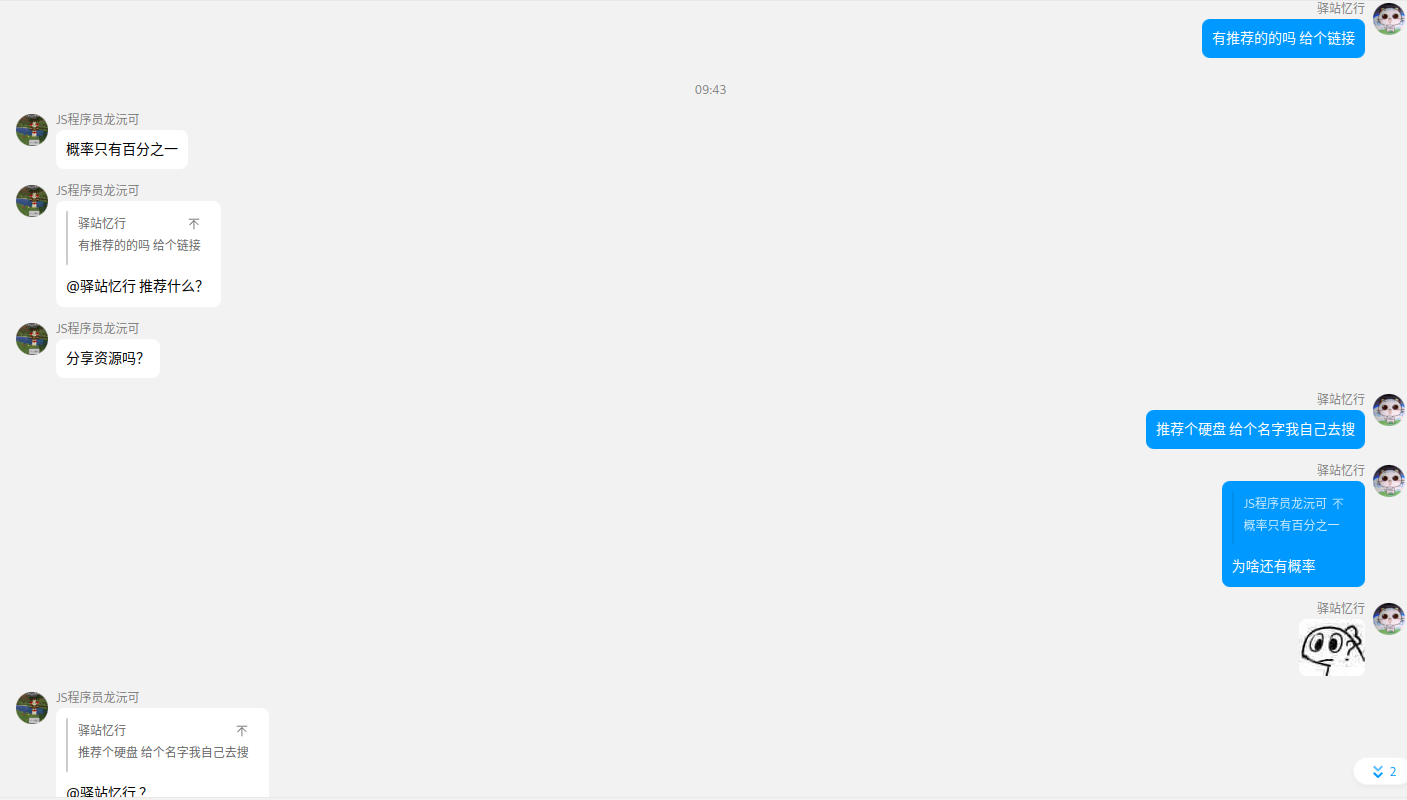 驿站忆行
有推荐的的吗 给个链接
09:43
JS程序员龙沅可
概率只有百分之一
JS程序员龙沅可
驿站忆行
有推荐的的吗 给个链接
@驿站忆行 推荐什么?
JS程序员龙沅可
分享资源吗?
驿站忆行
推荐个硬盘 给个名字我自己去搜
驿站忆行
JS程序员龙沅可
概率只有百分之一
为啥还有概率
驿站忆行
JS程序员龙沅可
驿站忆行
推荐个硬盘 给个名字我自己去搜
@驿站忆行 ?
2